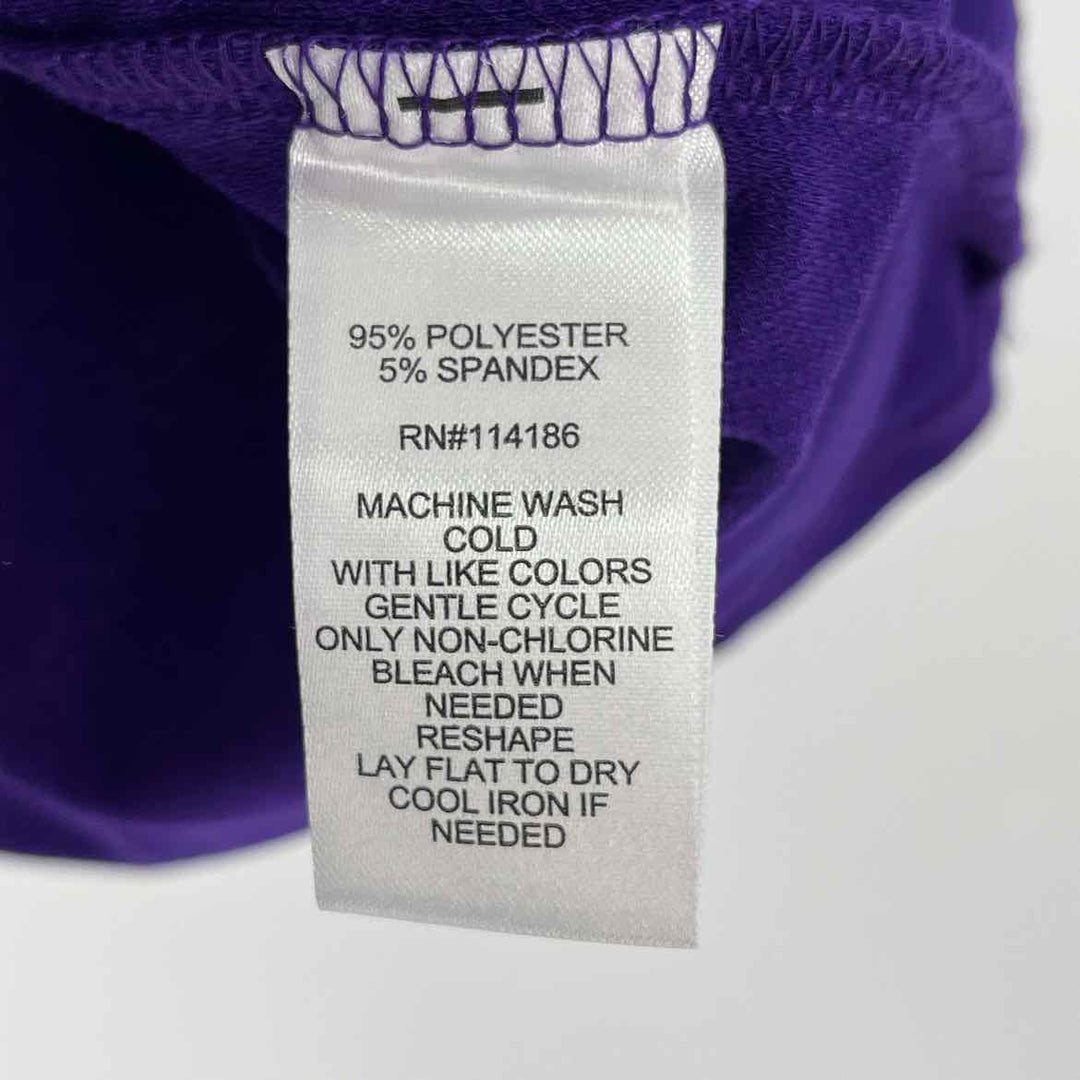 95% POLYESTER
5% SPANDEX
RN#114186
MACHINE WASH
COLD
WITH LIKE COLORS
GENTLE CYCLE
ONLY NON-CHLORINE
BLEACH WHEN
NEEDED
RESHAPE
LAY FLAT TO DRY
COOL IRON IF
NEEDED